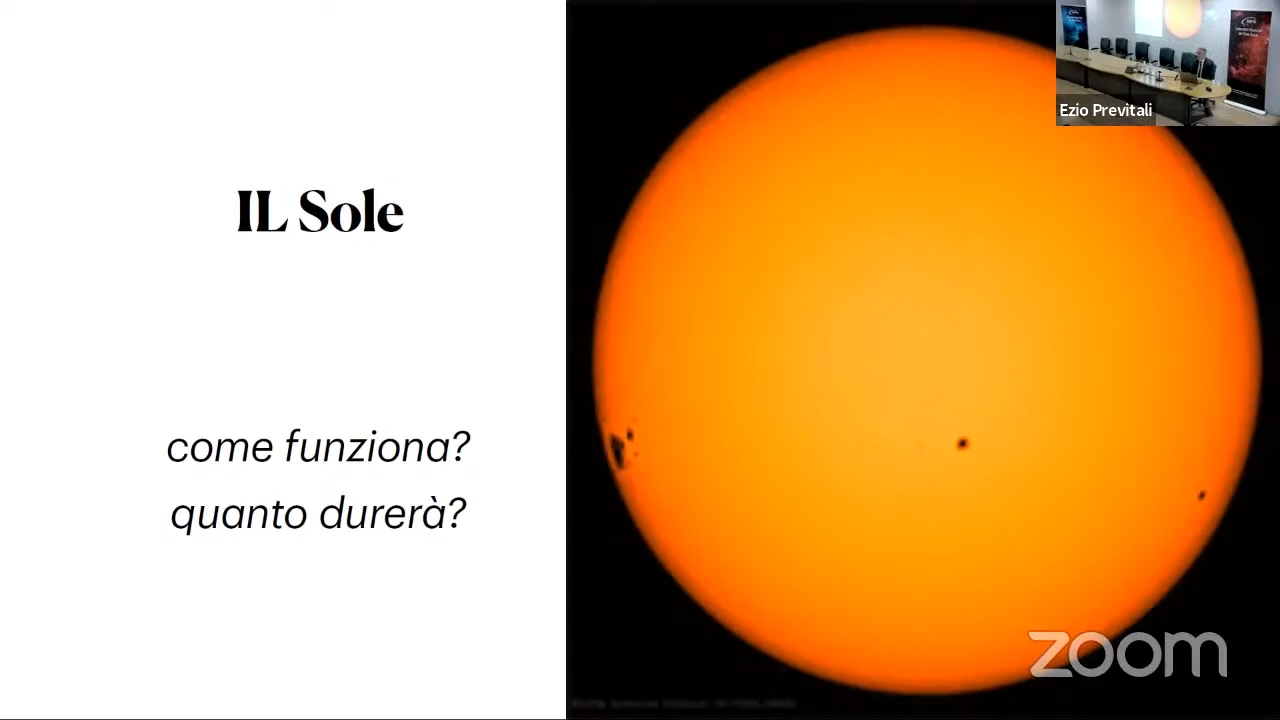 IL Sole
come funziona?
quanto durerà?
Ezio Previtali
zoom